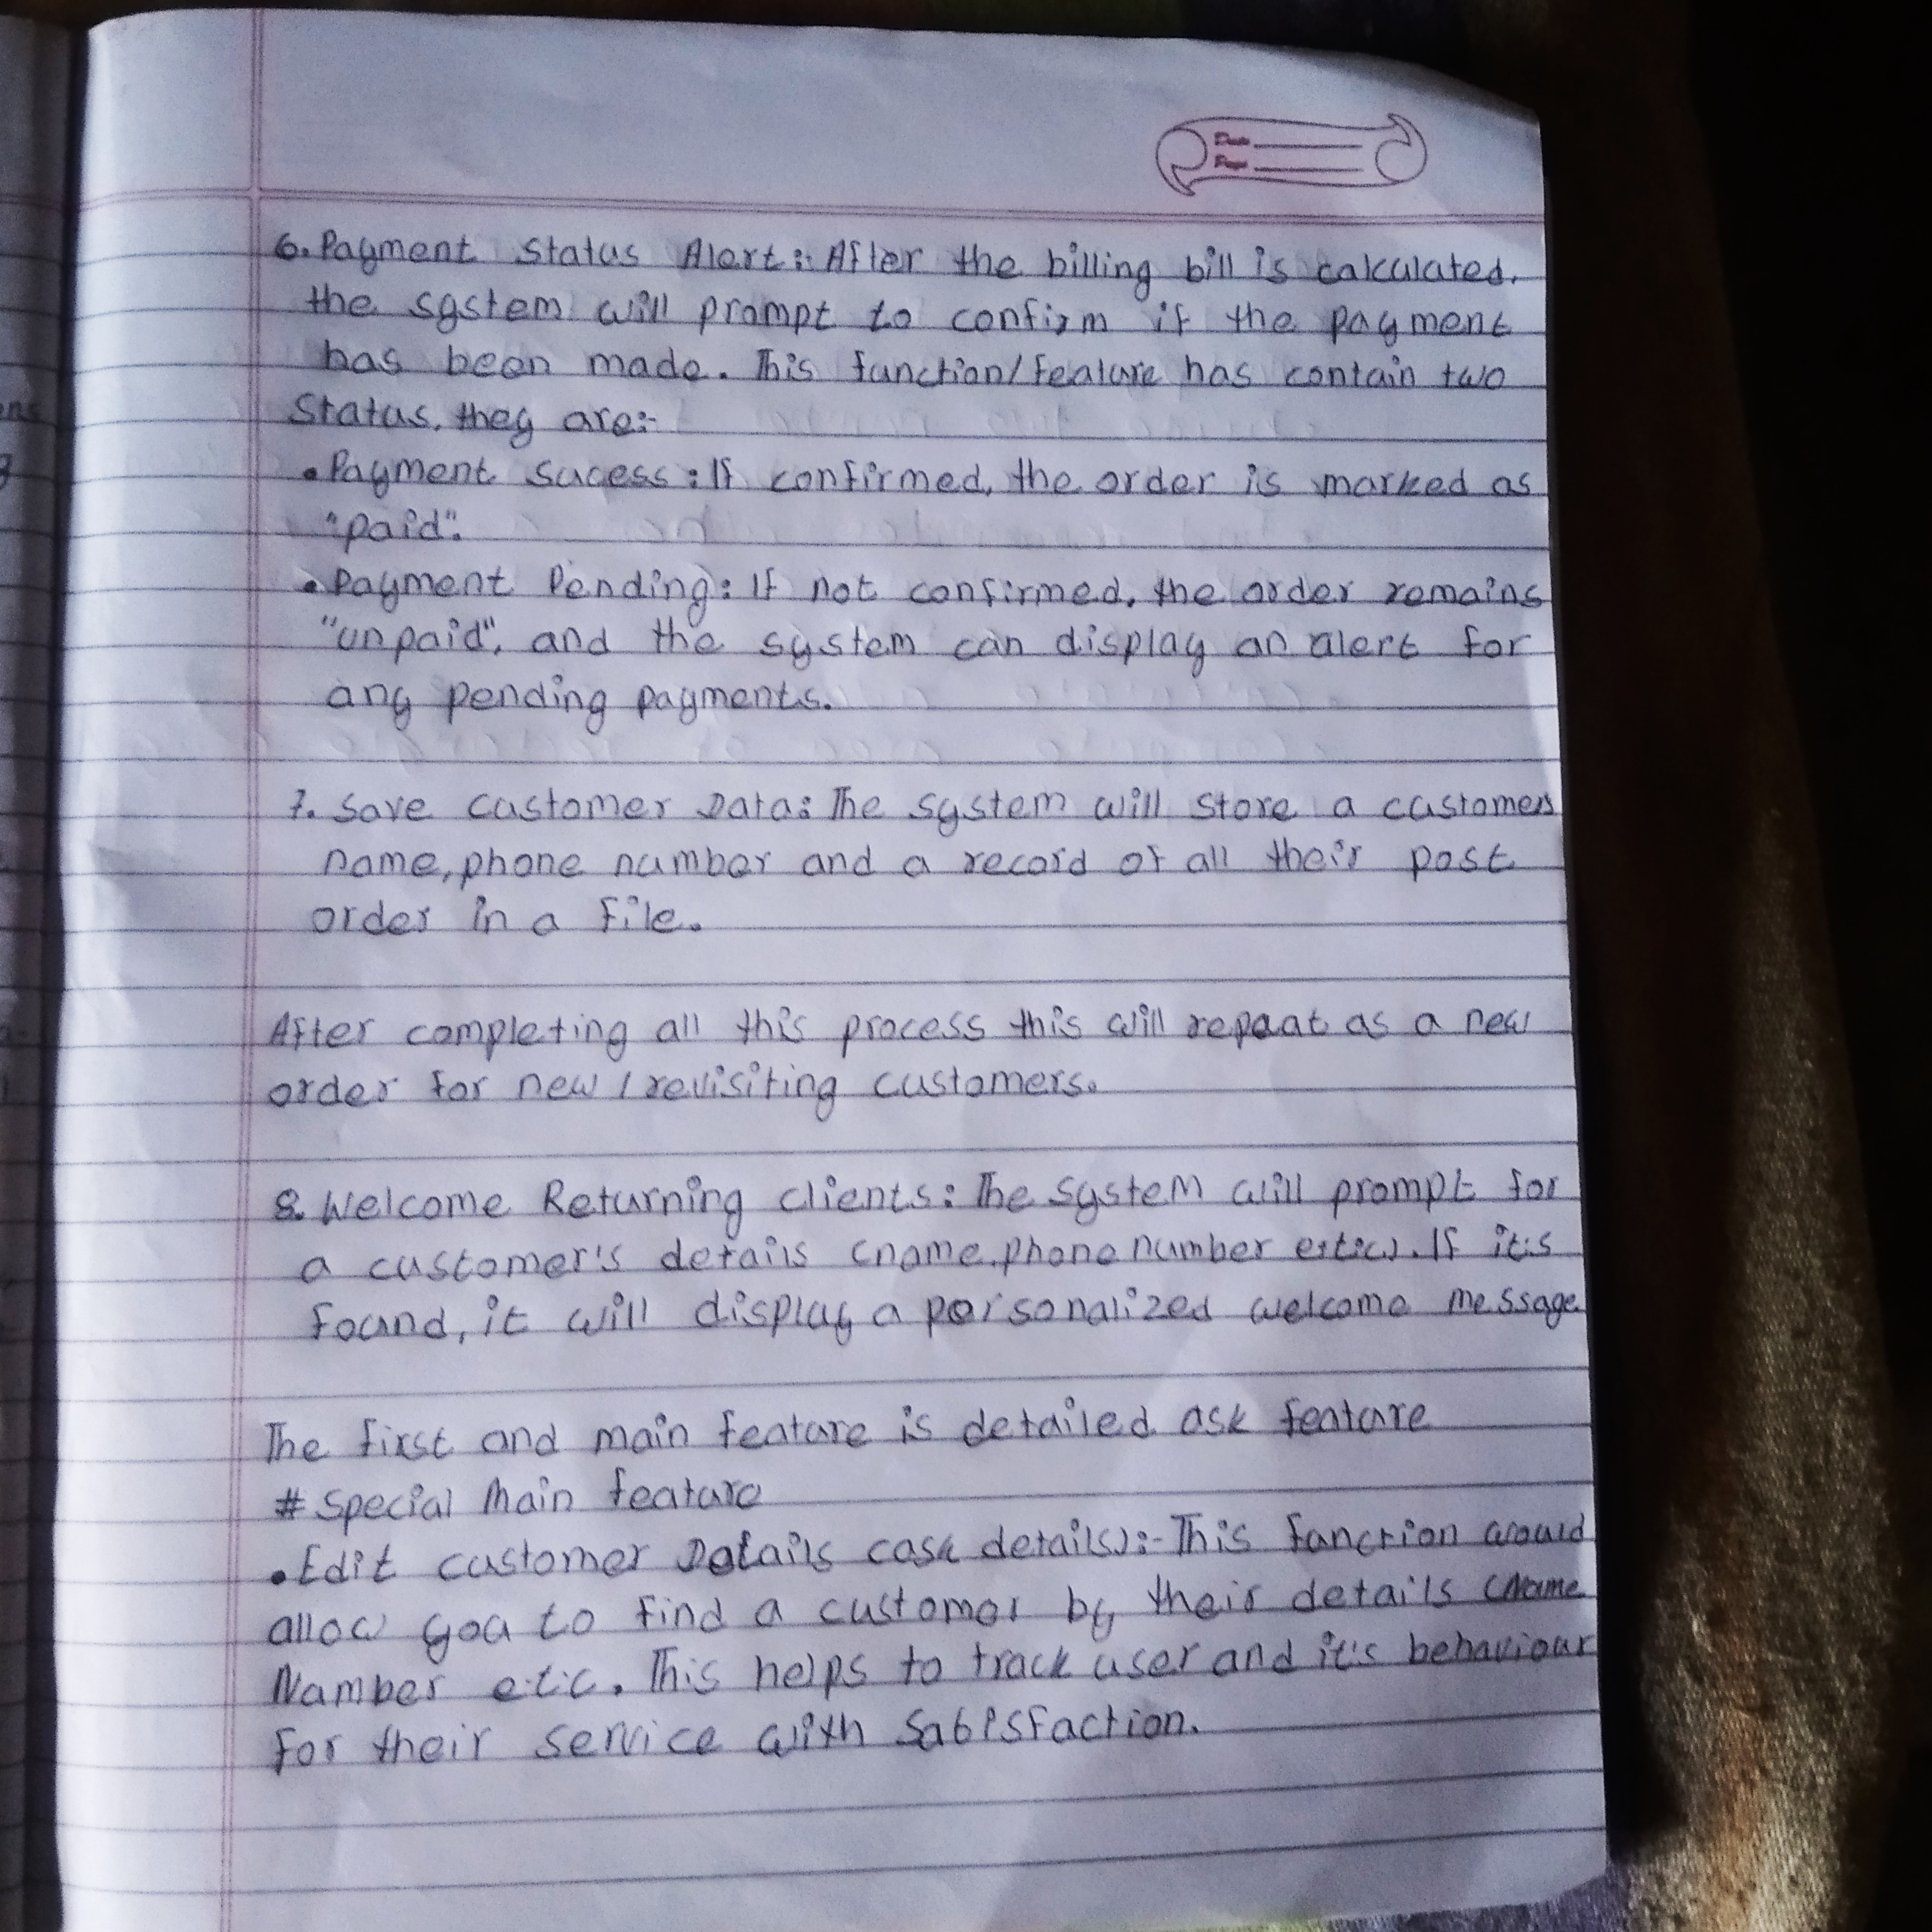 Date
Page
6. Payment Status Alert:- After the billing bill is calculated,
the system will prompt to confirm if the payment
has been made. This function/feature has contain two
Status, they are:-
• Payment Sucess: If confirmed, the order is marked as
"paid".
• Payment Pending: If not confirmed, the order remains
"unpaid", and the system can display an alert for
any pending payments.
7. Save Customer Data: The system will store a customers
name, phone number and a record of all their past
order in a file.
After completing all this process this will repeat as a new
order for new / revisiting customers.
8. Welcome Returning clients: The system will prompt for
a customer's details (name, phone number etc). If it's
found, it will display a personalized welcome message
The first and main feature is detailed ask feature
# Special Main feature
• Edit customer Details (ask details):- This function would
allow you to find a customer by their details (Name
Number etc. This helps to track user and it's behaviour
for their service with Satisfaction.